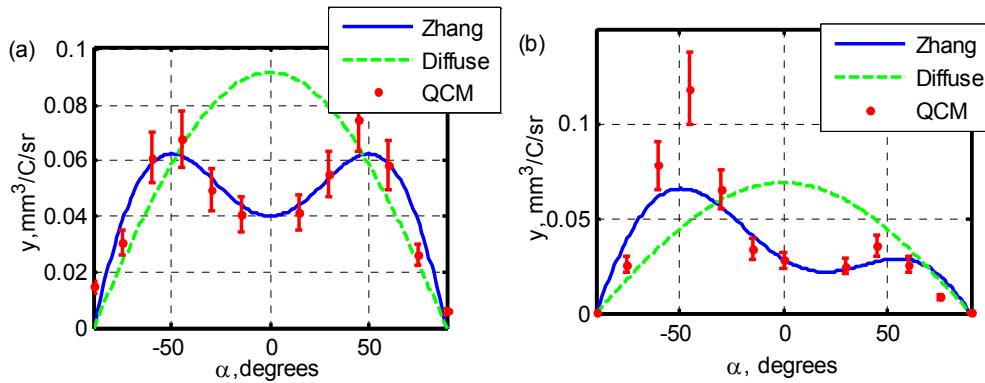 (a)
0.1
0.08
0.06
0.04
0.02
0
-50
0
50
α,degrees
y,mm³/C/sr
Zhang
Diffuse
QCM
(b)
0.1
0.05
0
-50
0
50
α, degrees
y,mm³/C/sr
Zhang
Diffuse
QCM